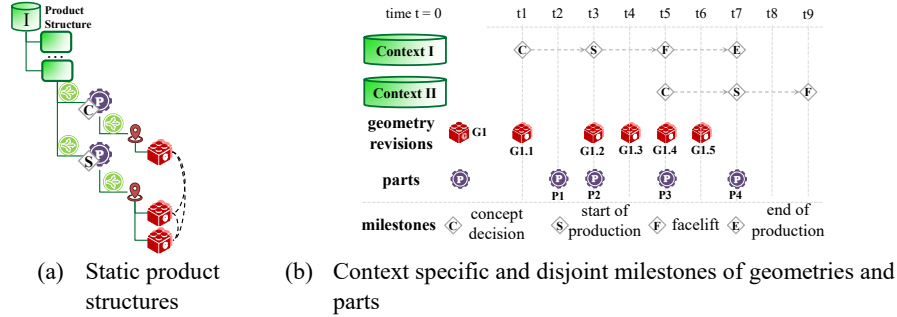 I
Product
Structure
...
P
C
P
S
(a) Static product
structures
time t = 0 t1 t2 t3 t4 t5 t6 t7 t8 t9
Context I C S F E
Context II C S F
geometry
revisions
G1
G1.1 G1.2 G1.3 G1.4 G1.5
parts P P P P P
P1 P2 P3 P4
milestones C concept
decision
S start of
production
F facelift
E end of
production
(b) Context specific and disjoint milestones of geometries and
parts